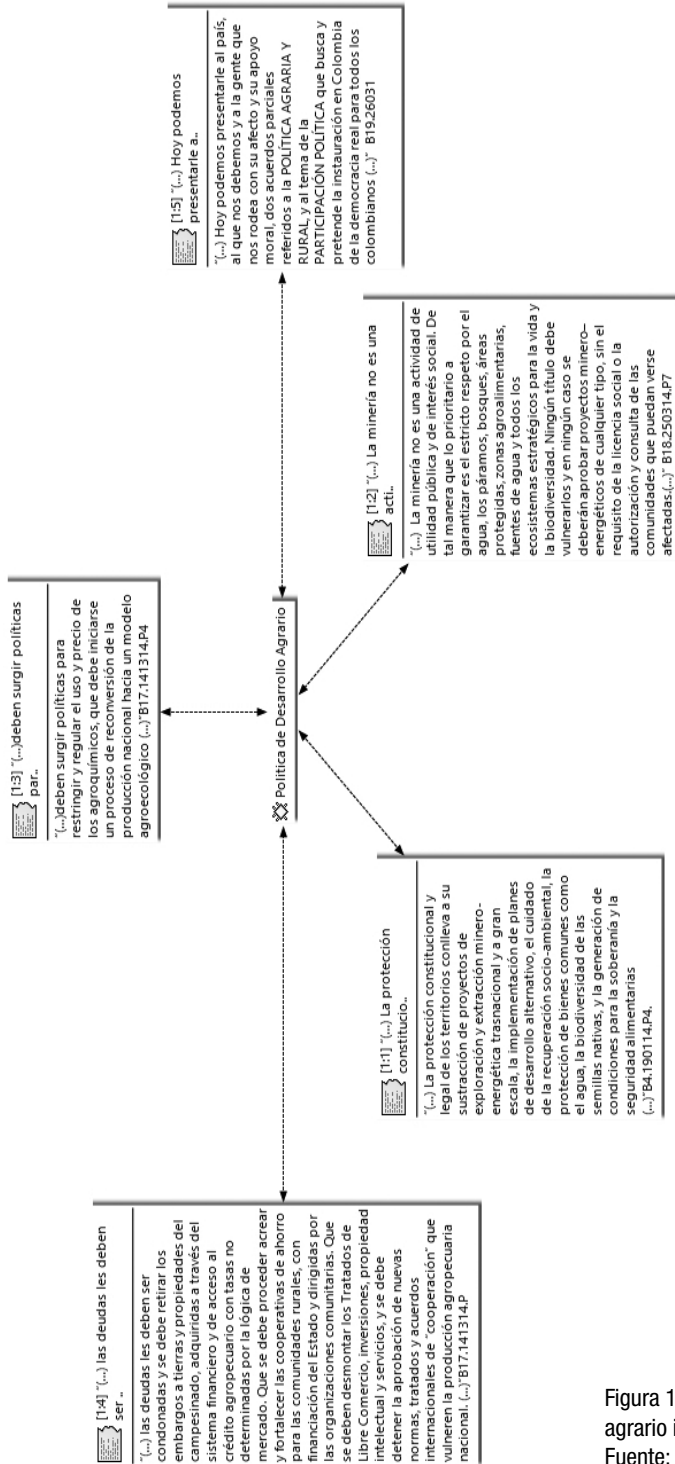 [1:4] “(...) las deudas les deben
ser ..
“(...) las deudas les deben ser
condonadas y se debe retirar los
embargos a tierras y propiedades del
campesinado, adquiridas a través del
sistema financiero y de acceso al
crédito agropecuario con tasas no
determinadas por la lógica de
mercado. Que se debe proceder acrear
y fortalecer las cooperativas de ahorro
para las comunidades rurales, con
financiación del Estado y dirigidas por
las organizaciones comunitarias. Que
se deben desmontar los Tratados de
Libre Comercio, inversiones, propiedad
intelectual y servicios, y se debe
detener la aprobación de nuevas
normas, tratados y acuerdos
internacionales de “cooperación” que
vulneren la producción agropecuaria
nacional. (...)”B17.141314.P
[1:3] “(...)deben surgir políticas
par..
“(...)deben surgir políticas para
restringir y regular el uso y precio de
los agroquímicos, que debe iniciarse
un proceso de reconversión de la
producción nacional hacia un modelo
agroecológico (...)”B17.141314.P4
[1:5] “(...) Hoy podemos
presentarle a..
“(...) Hoy podemos presentarle al país,
al que nos debemos y a la gente que
nos rodea con su afecto y su apoyo
moral, dos acuerdos parciales
referidos a la POLÍTICA AGRARIA Y
RURAL, y al tema de la
PARTICIPACIÓN POLÍTICA que busca y
pretende la instauración en Colombia
de la democracia real para todos los
colombianos (...)” B19.26031
Politica de Desarrollo Agrario
[1:1] “(...) La protección
constitucio..
“(...) La protección constitucional y
legal de los territorios conlleva a su
sustracción de proyectos de
exploración y extracción minero-
energética trasnacional y a gran
escala, la implementación de planes
de desarrollo alternativo, el cuidado
de la recuperación socio-ambiental, la
protección de bienes comunes como
el agua, la biodiversidad de las
semillas nativas, y la generación de
condiciones para la soberanía y la
seguridad alimentarias
(...)”B4.190114.P4.
[1:2] “(...) La minería no es una
acti..
“(...) La minería no es una actividad de
utilidad pública y de interés social. De
tal manera que lo prioritario a
garantizar es el estricto respeto por el
agua, los páramos, bosques, áreas
protegidas, zonas agroalimentarias,
fuentes de agua y todos los
ecosistemas estratégicos para la vida y
la biodiversidad. Ningún título debe
vulnerarlos y en ningún caso se
deberán aprobar proyectos minero–
energéticos de cualquier tipo, sin el
requisito de la licencia social o la
autorización y consulta de las
comunidades que puedan verse
afectadas.(...)” B18.250314.P7
Figura 1
agrario i
Fuente: